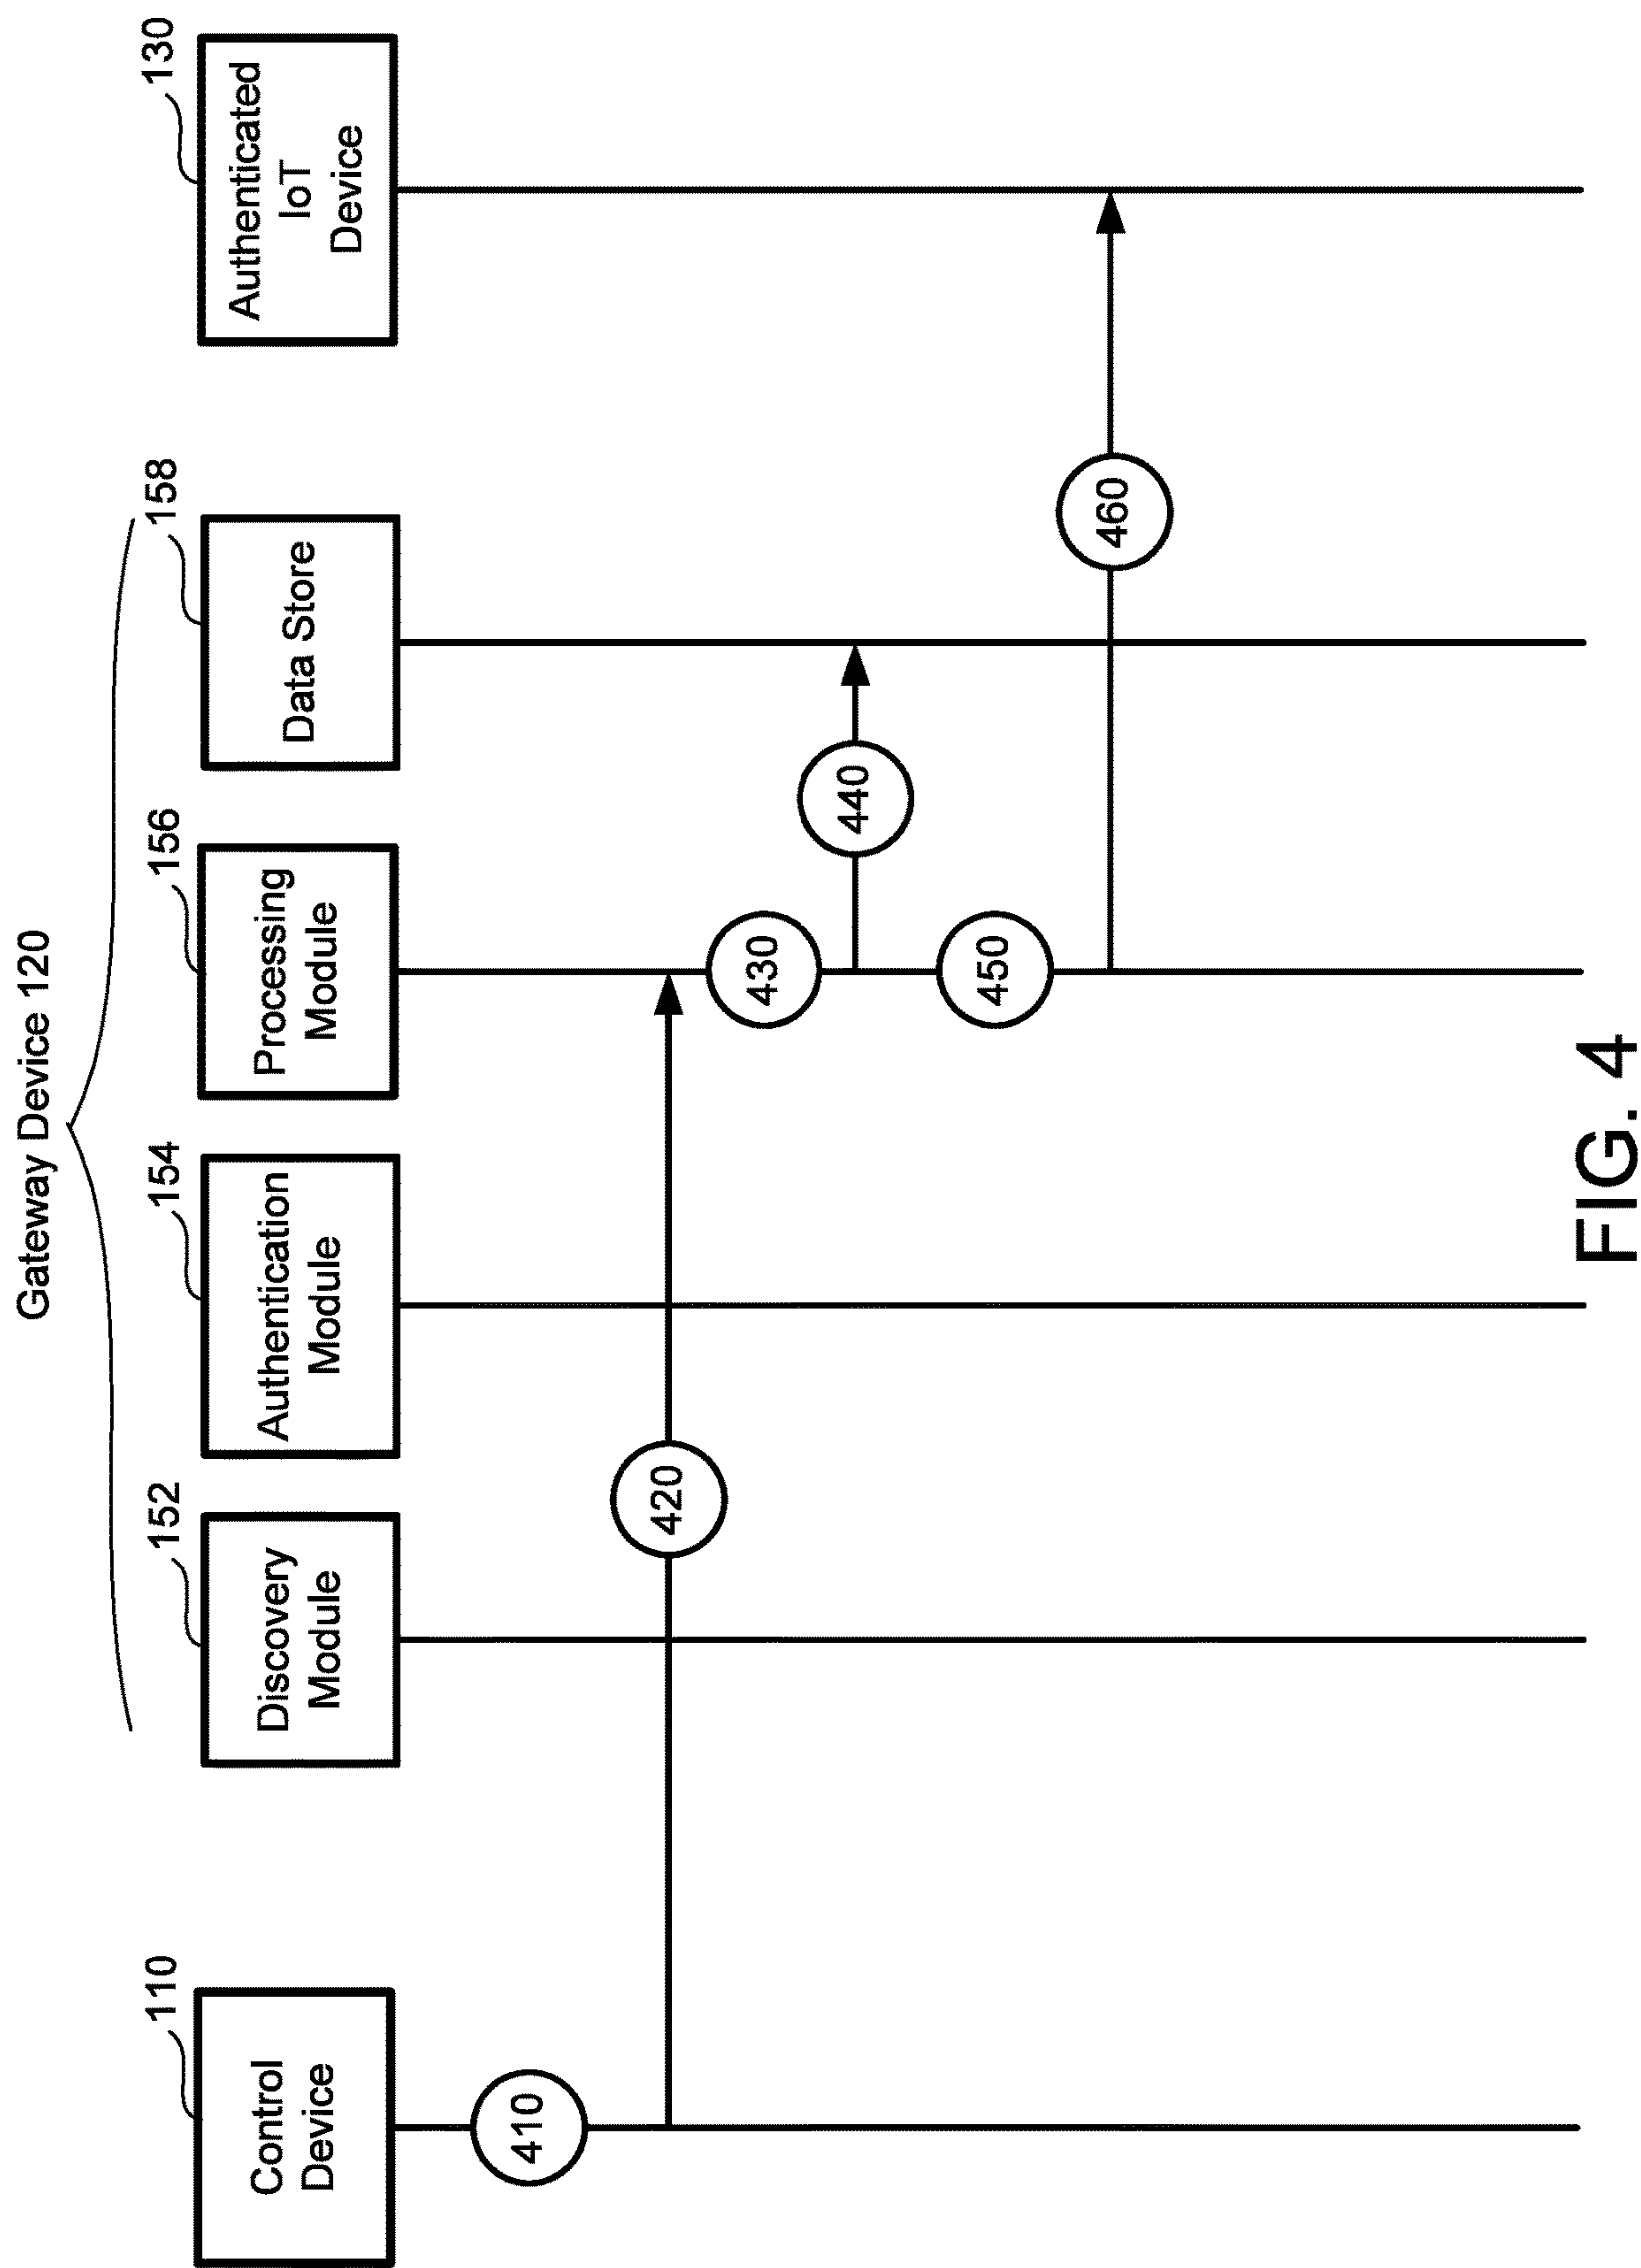 Gateway Device 120
110
152
154
156
158
130
Control
Device
Discovery
Module
Authentication
Module
Processing
Module
Data Store
Authenticated
IoT
Device
410
420
430
440
450
460
FIG. 4